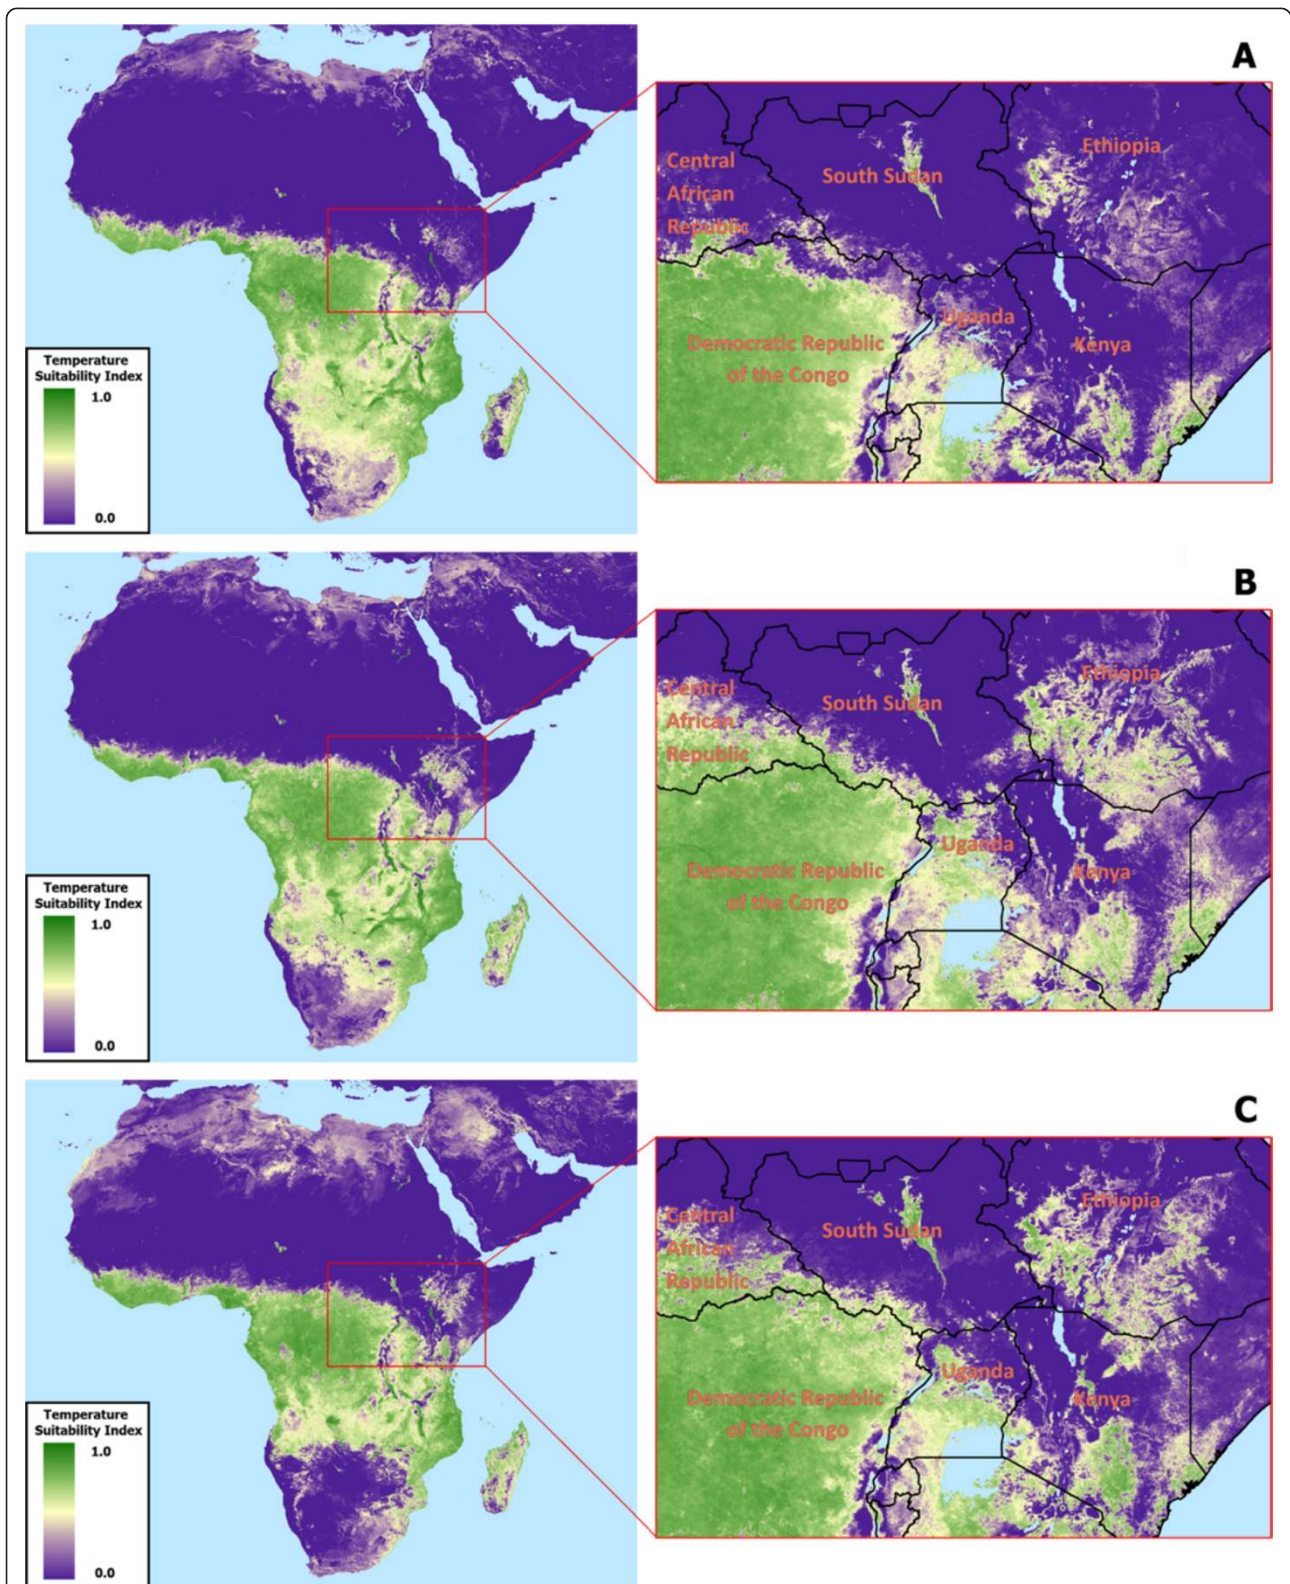 A
Central
African
Republic
South Sudan
Ethiopia
Uganda
Kenya
Democratic Republic
of the Congo
Temperature
Suitability Index
1.0
0.0
B
Central
African
Republic
South Sudan
Ethiopia
Uganda
Kenya
Democratic Republic
of the Congo
Temperature
Suitability Index
1.0
0.0
C
Central
African
Republic
South Sudan
Ethiopia
Uganda
Kenya
Democratic Republic
of the Congo
Temperature
Suitability Index
1.0
0.0